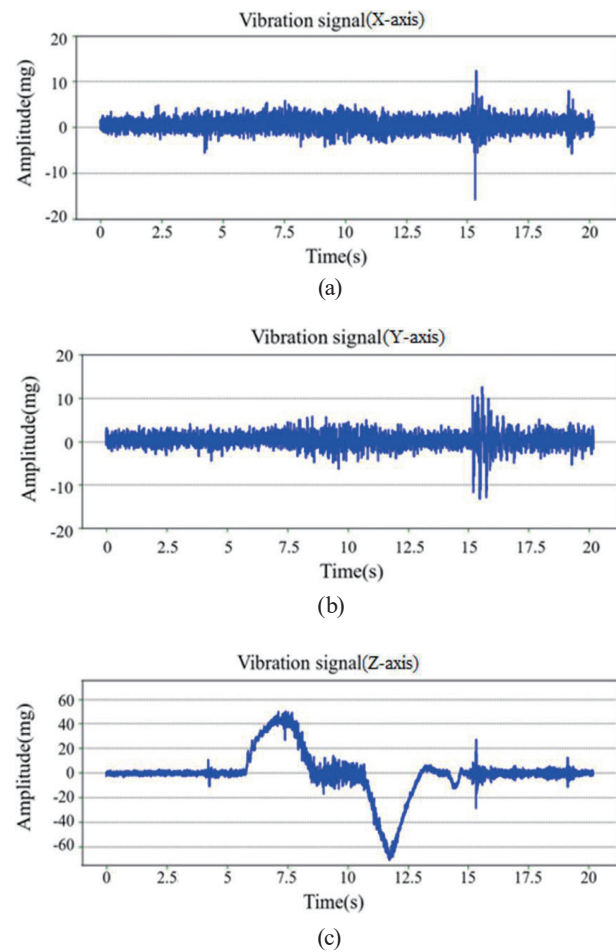 Vibration signal(X-axis)
20
10
0
-10
-20
Amplitude(mg)
0 2.5 5 7.5 10 12.5 15 17.5 20
Time(s)
(a)
Vibration signal(Y-axis)
20
10
0
-10
-20
Amplitude(mg)
0 2.5 5 7.5 10 12.5 15 17.5 20
Time(s)
(b)
Vibration signal(Z-axis)
60
40
20
0
-20
-40
-60
Amplitude(mg)
0 2.5 5 7.5 10 12.5 15 17.5 20
Time(s)
(c)